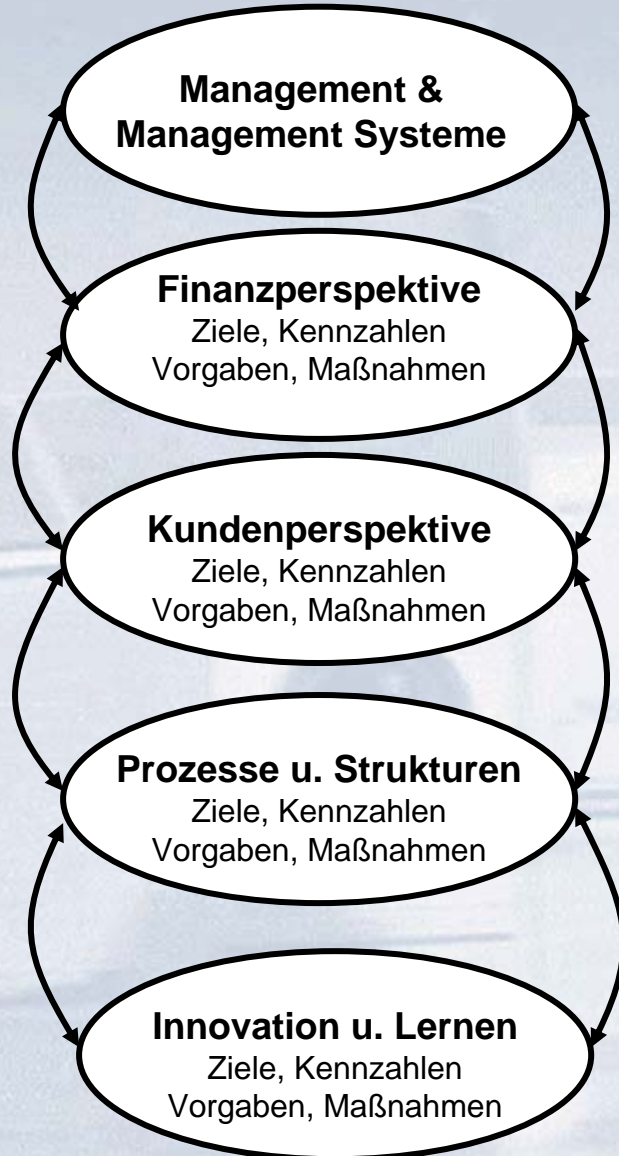 Management &
Management Systeme
Finanzperspektive
Ziele, Kennzahlen
Vorgaben, Maßnahmen
Kundenperspektive
Ziele, Kennzahlen
Vorgaben, Maßnahmen
Prozesse u. Strukturen
Ziele, Kennzahlen
Vorgaben, Maßnahmen
Innovation u. Lernen
Ziele, Kennzahlen
Vorgaben, Maßnahmen